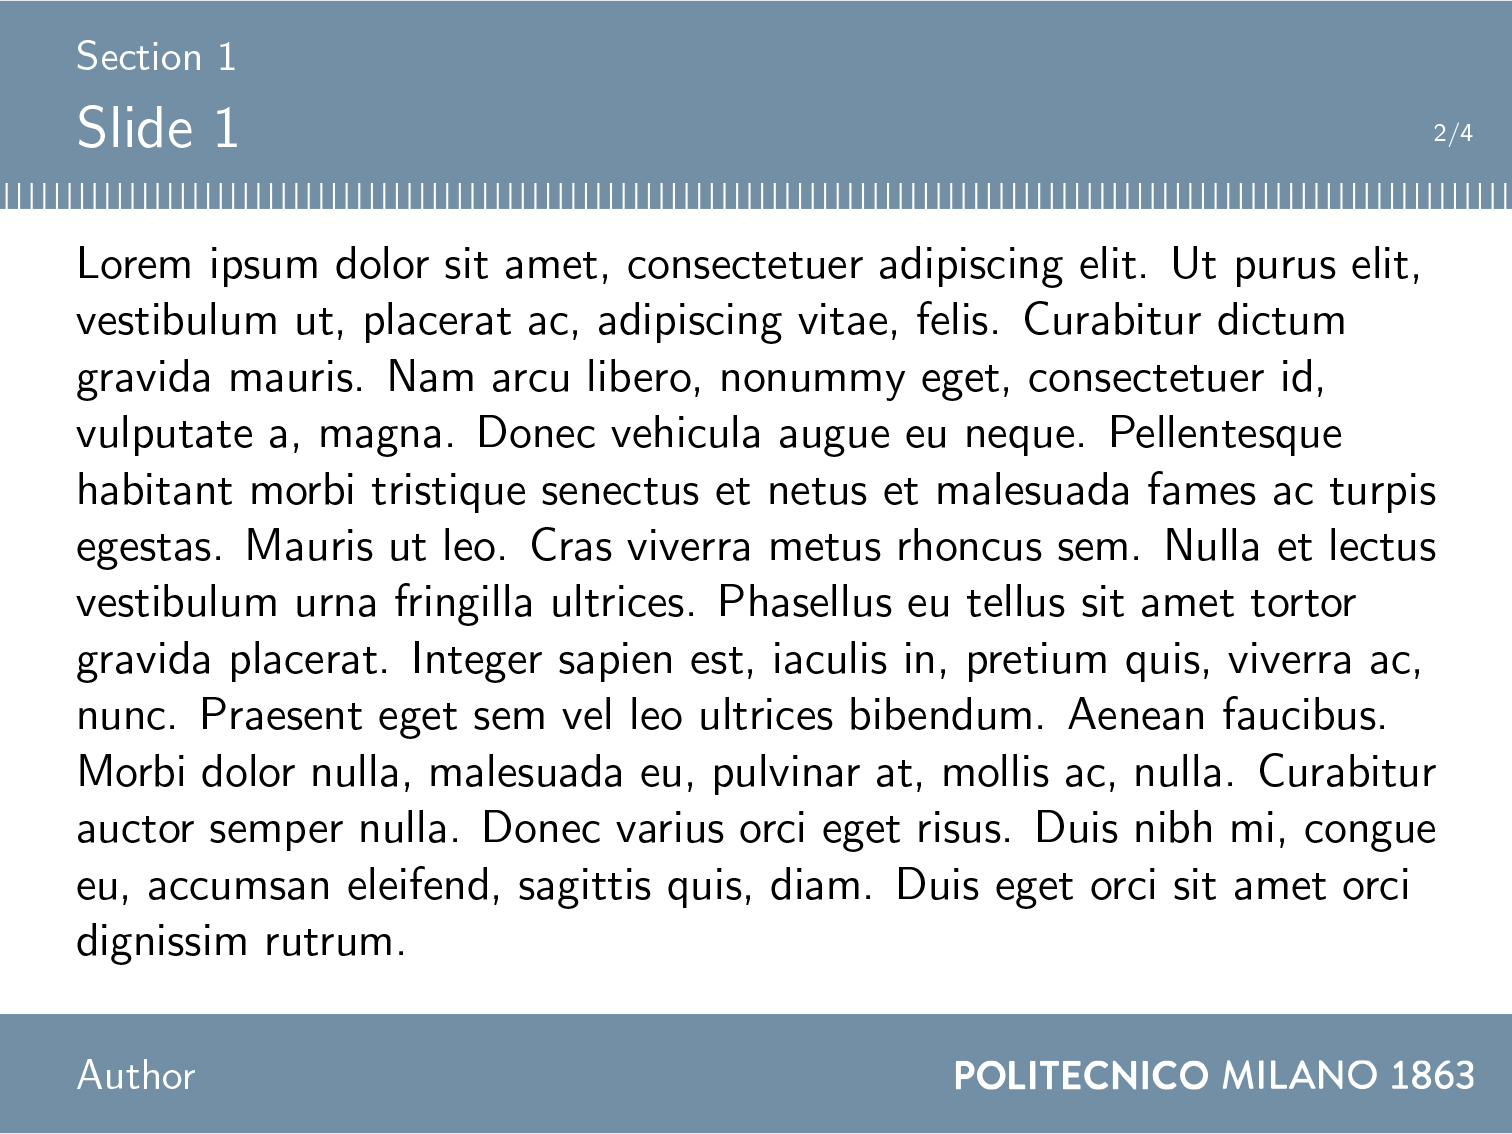 Section 1
Slide 1
2/4
Lorem ipsum dolor sit amet, consectetuer adipiscing elit. Ut purus elit,
vestibulum ut, placerat ac, adipiscing vitae, felis. Curabitur dictum
gravida mauris. Nam arcu libero, nonummy eget, consectetuer id,
vulputate a, magna. Donec vehicula augue eu neque. Pellentesque
habitant morbi tristique senectus et netus et malesuada fames ac turpis
egestas. Mauris ut leo. Cras viverra metus rhoncus sem. Nulla et lectus
vestibulum urna fringilla ultrices. Phasellus eu tellus sit amet tortor
gravida placerat. Integer sapien est, iaculis in, pretium quis, viverra ac,
nunc. Praesent eget sem vel leo ultrices bibendum. Aenean faucibus.
Morbi dolor nulla, malesuada eu, pulvinar at, mollis ac, nulla. Curabitur
auctor semper nulla. Donec varius orci eget risus. Duis nibh mi, congue
eu, accumsan eleifend, sagittis quis, diam. Duis eget orci sit amet orci
dignissim rutrum.
Author
POLITECNICO MILANO 1863